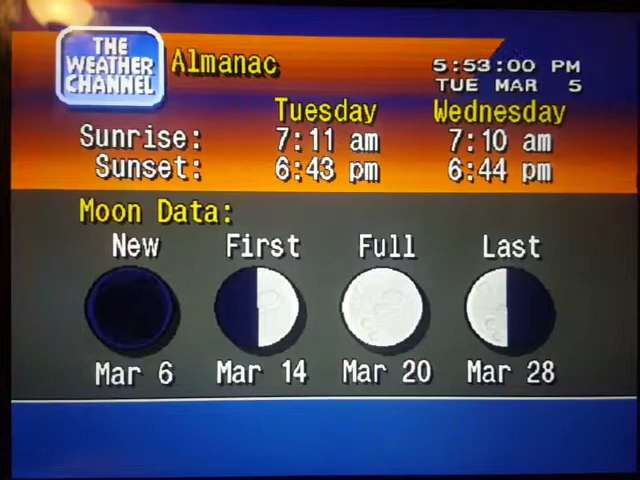 THE
WEATHER
CHANNEL
Almanac
5:53:00 PM
TUE MAR 5
Tuesday Wednesday
Sunrise: 7:11 am 7:10 am
Sunset: 6:43 pm 6:44 pm
Moon Data:
New First Full Last
Mar 6 Mar 14 Mar 20 Mar 28